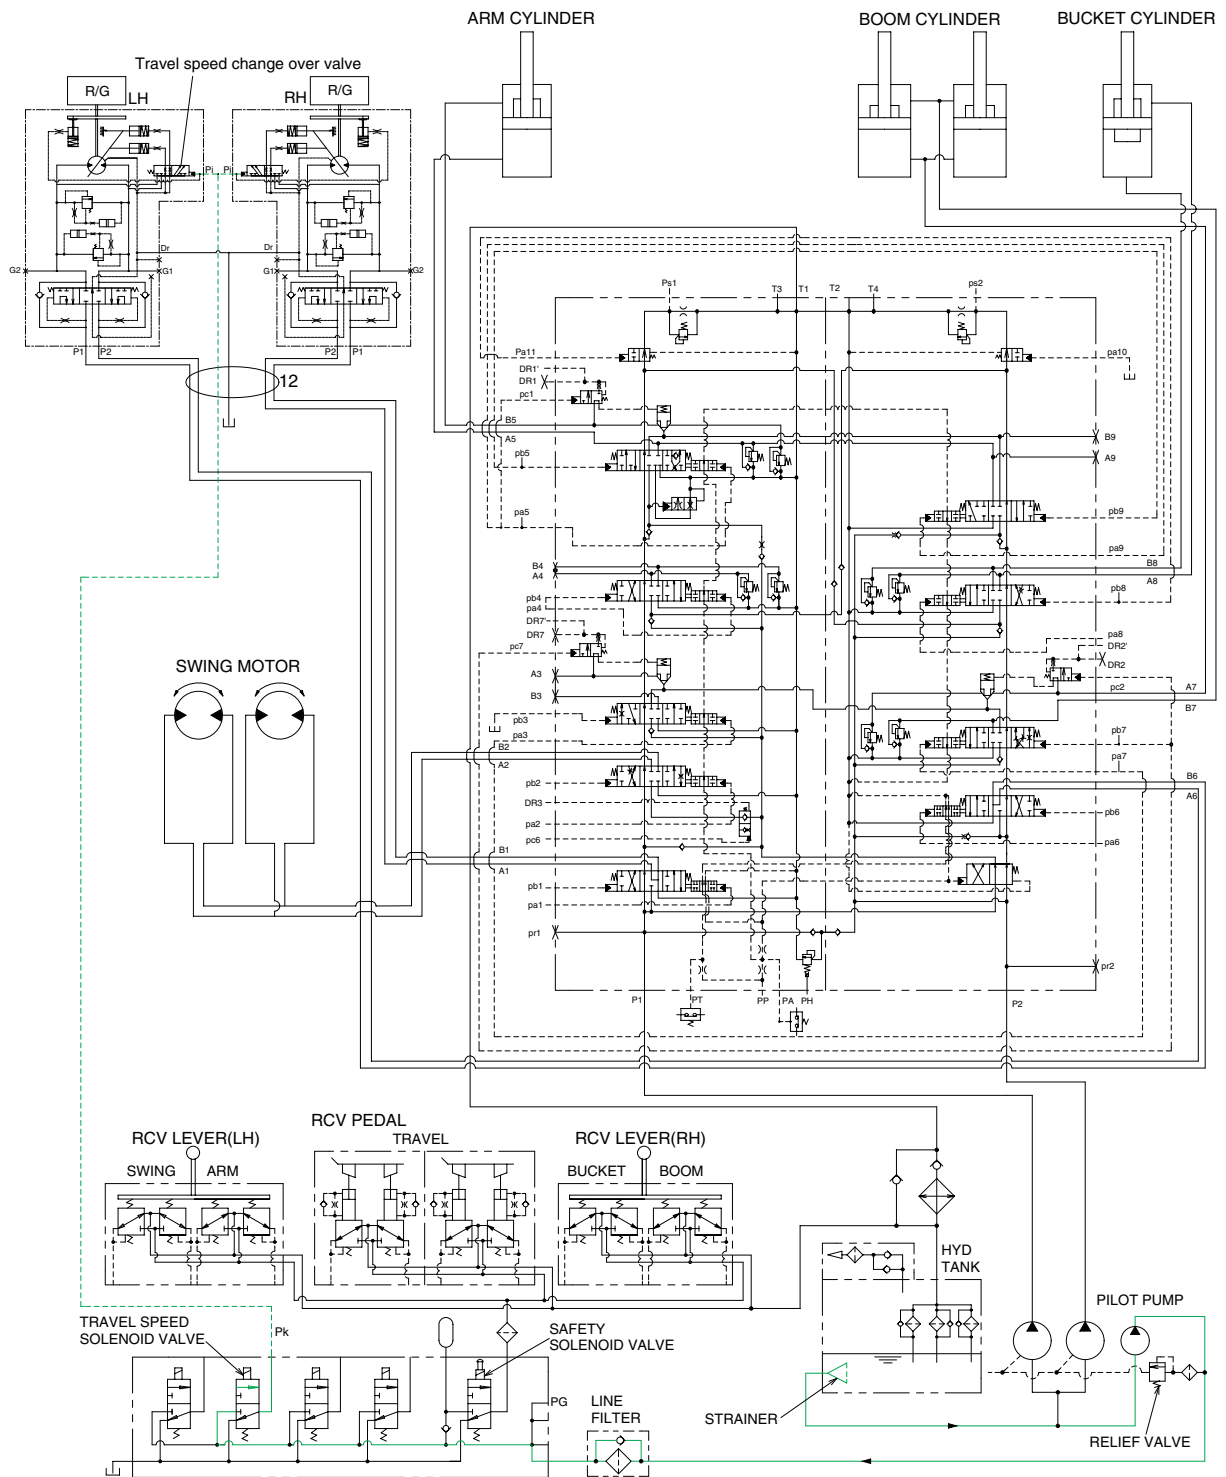 ARM CYLINDER
BOOM CYLINDER
BUCKET CYLINDER
Travel speed change over valve
R/G
LH
RH
R/G
Pi
Pi
Dr
Dr
G2
G1
G1
G2
P1
P2
P2
P1
12
Ps1
T3
T1
T2
T4
ps2
Pa11
pa10
DR1'
DR1
pc1
B5
A5
pb5
pa5
B9
A9
pb9
pa9
B4
A4
pb4
pa4
DR7'
DR7
pc7
B8
A8
pb8
pa8
DR2'
DR2
pc2
A7
B7
A3
B3
pb3
pa3
B2
A2
pb2
DR3
pa2
pc6
B1
A1
pb1
pa1
pr1
pb7
pa7
B6
A6
pb6
pa6
pr2
P1
PT
PP
PA
PH
P2
SWING MOTOR
RCV LEVER(LH)
SWING
ARM
RCV PEDAL
TRAVEL
RCV LEVER(RH)
BUCKET
BOOM
HYD
TANK
PILOT PUMP
TRAVEL SPEED
SOLENOID VALVE
Pk
SAFETY
SOLENOID VALVE
PG
LINE
FILTER
STRAINER
RELIEF VALVE